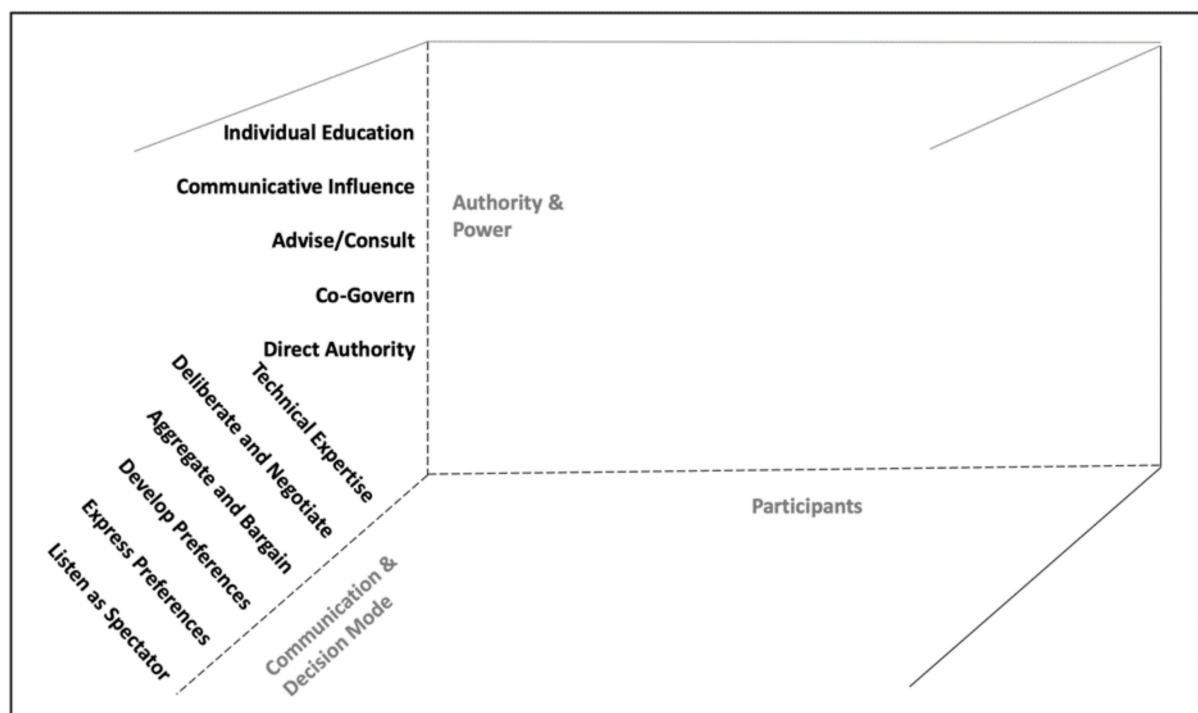 Individual Education
Communicative Influence
Authority &
Power
Advise/Consult
Co-Govern
Direct Authority
Technical Expertise
Deliberate and Negotiate
Aggregate and Bargain
Develop Preferences
Express Preferences
Listen as Spectator
Participants
Communication &
Decision Mode